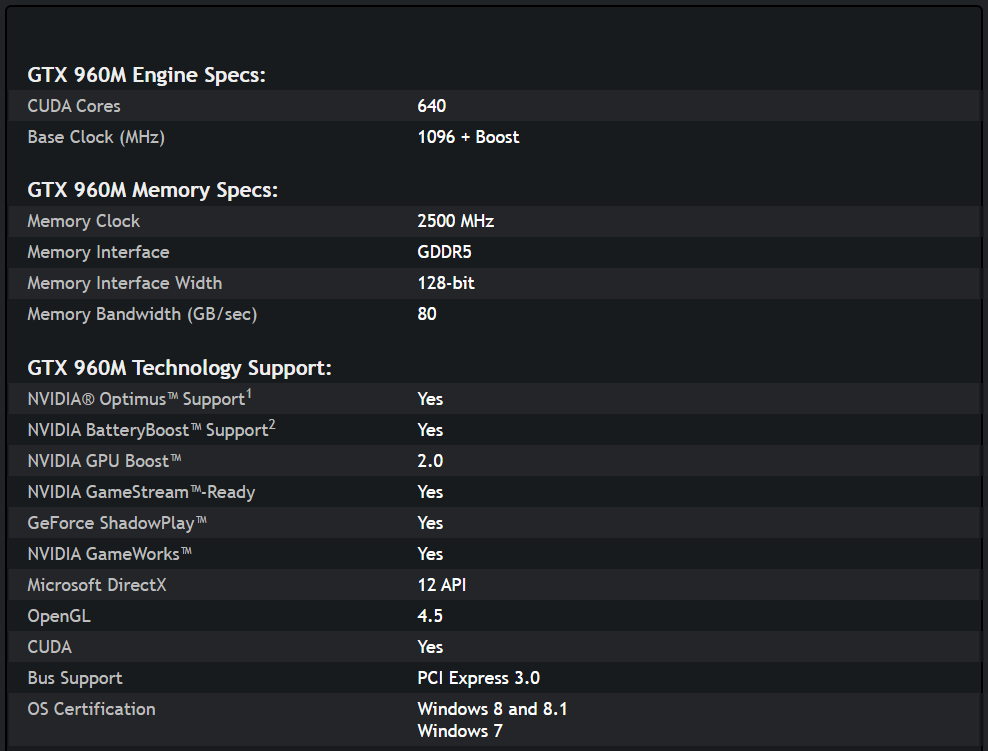 GTX 960M Engine Specs:
CUDA Cores 640
Base Clock (MHz) 1096 + Boost
GTX 960M Memory Specs:
Memory Clock 2500 MHz
Memory Interface GDDR5
Memory Interface Width 128-bit
Memory Bandwidth (GB/sec) 80
GTX 960M Technology Support:
NVIDIA® Optimus™ Support1 Yes
NVIDIA BatteryBoost™ Support2 Yes
NVIDIA GPU Boost™ 2.0
NVIDIA GameStream™-Ready Yes
GeForce ShadowPlay™ Yes
NVIDIA GameWorks™ Yes
Microsoft DirectX 12 API
OpenGL 4.5
CUDA Yes
Bus Support PCI Express 3.0
OS Certification Windows 8 and 8.1
Windows 7